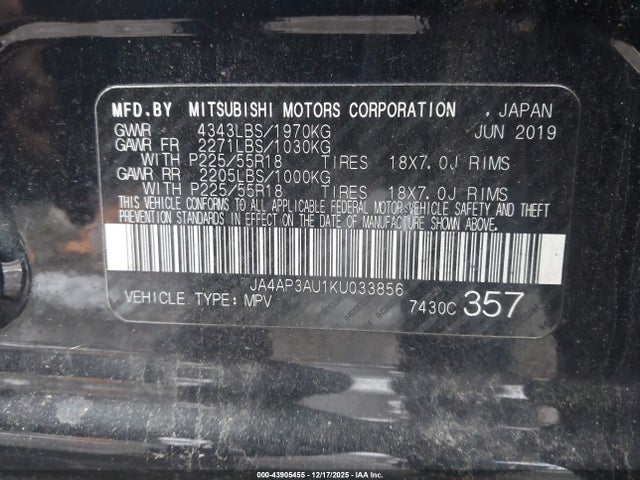 MFD.BY MITSUBISHI MOTORS CORPORATION , JAPAN
GVWR 4343LBS/1970KG JUN 2019
GAWR FR 2271LBS/1030KG
WITH P225/55R18 TIRES 18X7.0J RIMS
GAWR RR 2205LBS/1000KG
WITH P225/55R18 TIRES 18X7.0J RIMS
THIS VEHICLE CONFORMS TO ALL APPLICABLE FEDERAL MOTOR VEHICLE SAFETY AND THEFT
PREVENTION STANDARDS IN EFFECT ON THE DATE OF MANUFACTURE SHOWN ABOVE.
JA4AP3AU1KU033856
VEHICLE TYPE: MPV 7430C 357
000-43905455 - 12/17/2025 - IAA Inc.